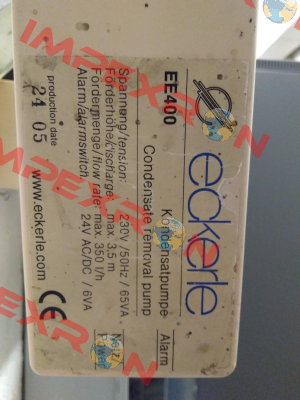 eckerle
EE400
Kondensatpumpe
Condensate removal pump
Alarm
Spannung/tension: 230V / 50Hz / 65VA
Förderhöhe/discharge: max. 3,5m
Fördermenge/flow rate: max. 350 l/h
Alarm/alarmswitch: 24V AC/DC / 6VA
Netz/
production date
24 05
www.eckerle.com
CE
IMPEXRON
IMPEXRON
IMPEXRON